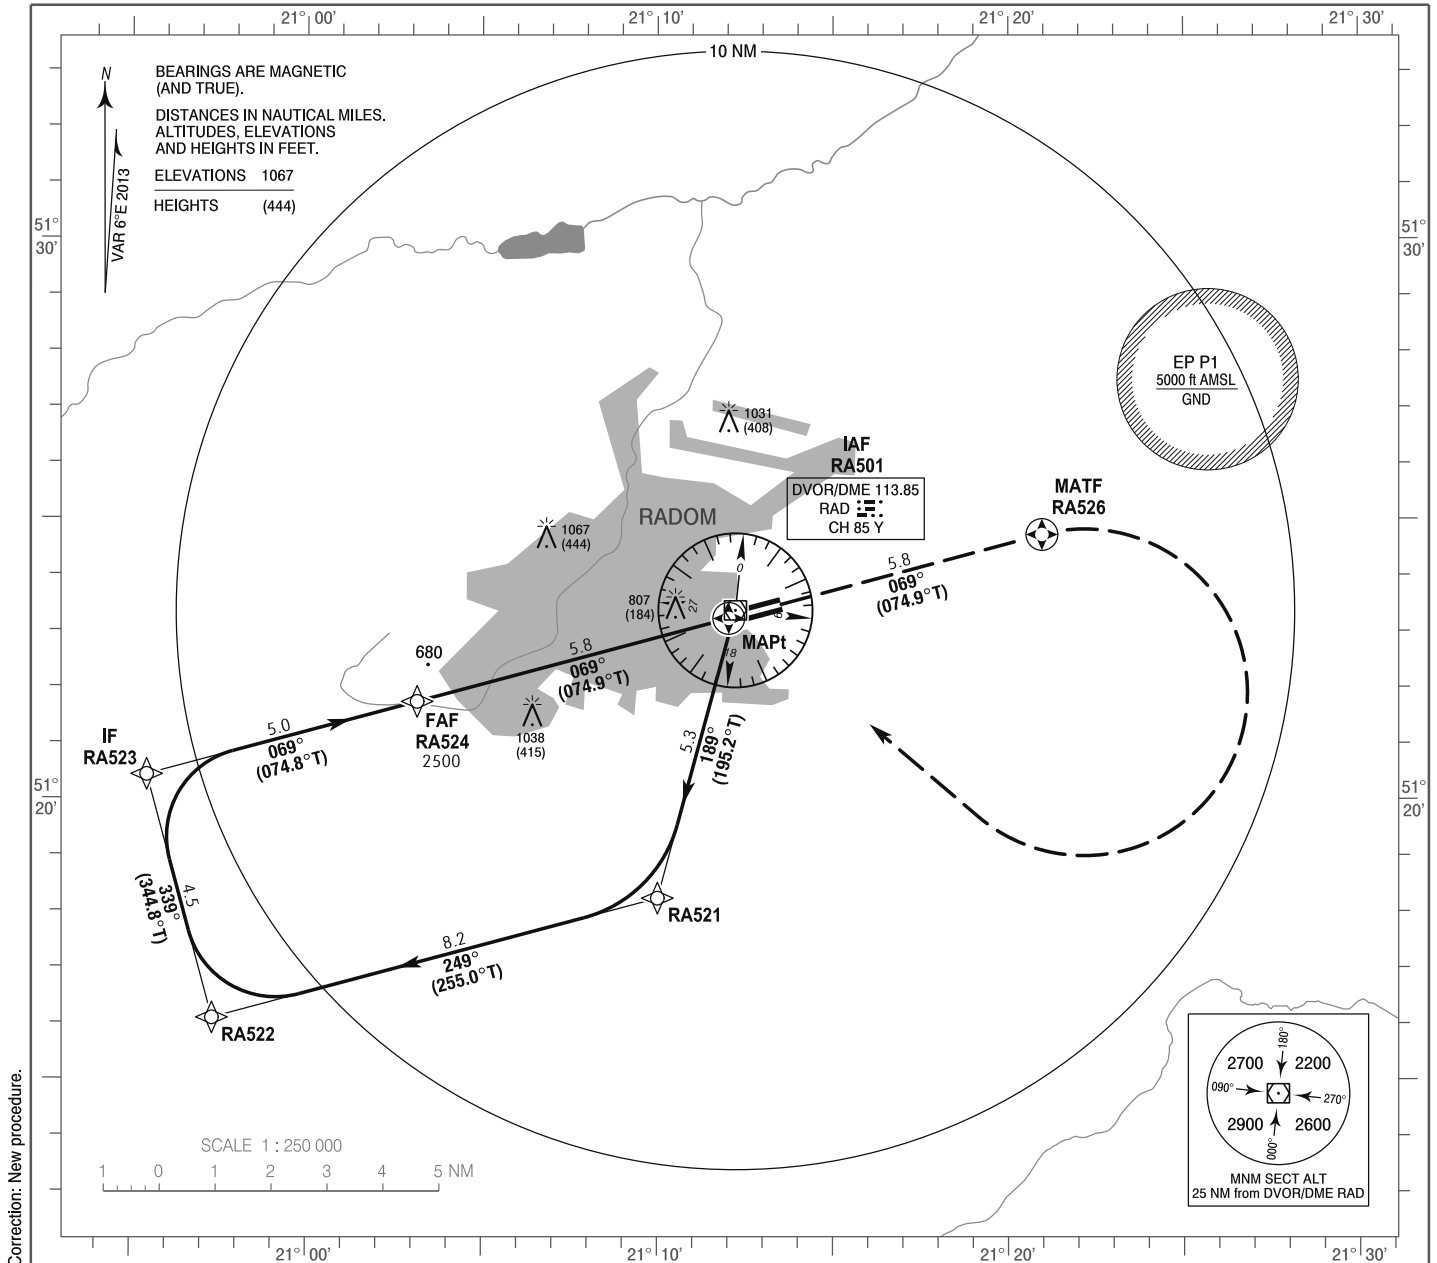 21° 00'
21° 10'
21° 20'
21° 30'
10 NM
N
BEARINGS ARE MAGNETIC
(AND TRUE).
DISTANCES IN NAUTICAL MILES.
ALTITUDES, ELEVATIONS
AND HEIGHTS IN FEET.
ELEVATIONS 1067
HEIGHTS (444)
VAR 6°E 2013
51°
30'
51°
30'
EP P1
5000 ft AMSL
GND
1031
(408)
IAF
RA501
DVOR/DME 113.85
RAD
CH 85 Y
MATF
RA526
RADOM
1067
(444)
0
5.8
069°
(074.9°T)
807
(184)
27
9
MAPt
18
680
5.8
069°
(074.9°T)
FAF
RA524
2500
1038
(415)
IF
RA523
5.0
069°
(074.8°T)
5.3
189°
(195.2°T)
51°
20'
51°
20'
4.5
339°
(344.8°T)
RA521
8.2
249°
(255.0°T)
RA522
180°
2700 2200
090° 270°
2900 2600
000°
MNM SECT ALT
25 NM from DVOR/DME RAD
SCALE 1 : 250 000
1 0 1 2 3 4 5 NM
Correction: New procedure.
21° 00'
21° 10'
21° 20'
21° 30'